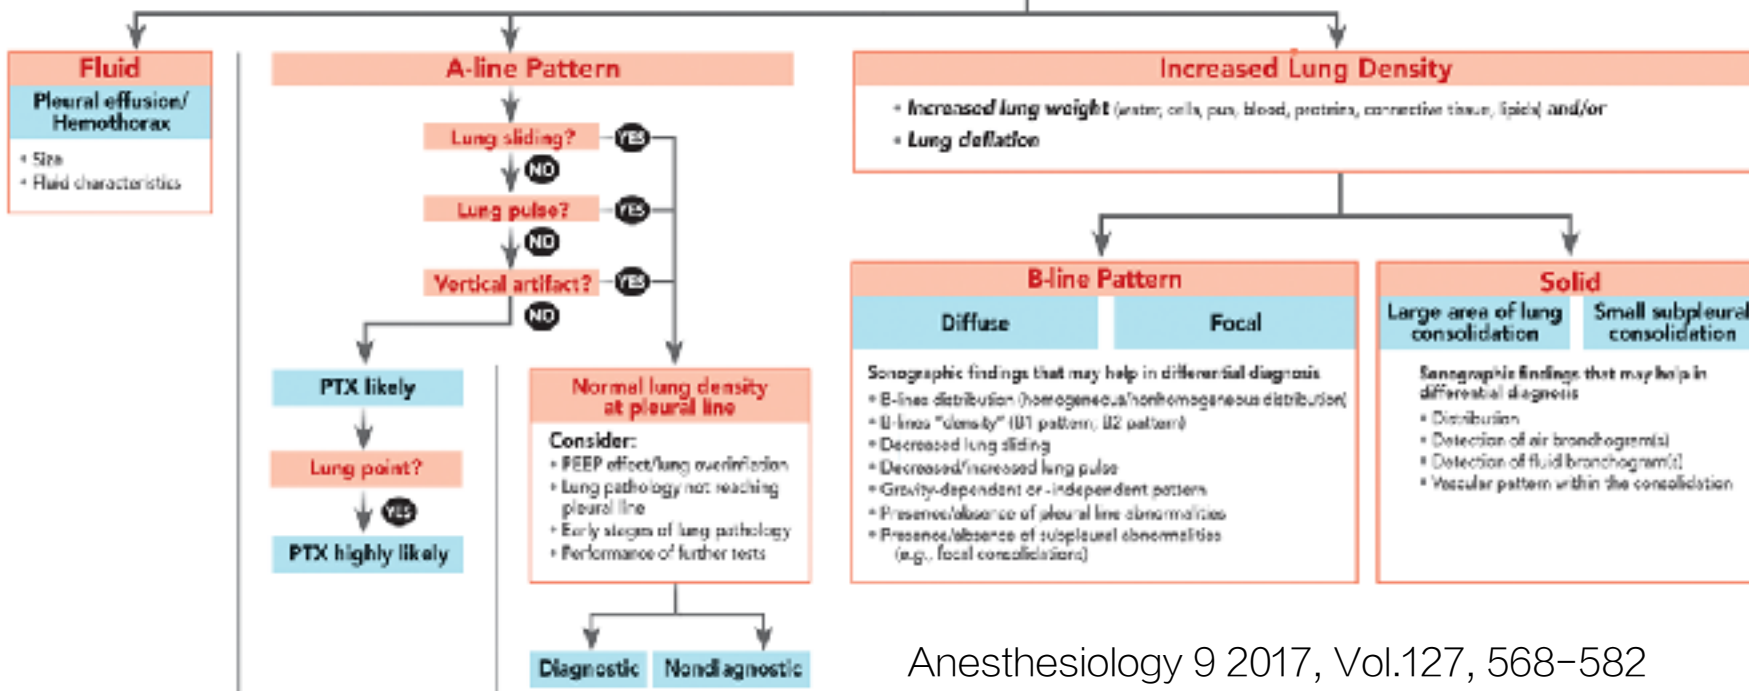 Fluid
Pleural effusion/
Hemothorax
• Size
• Fluid characteristics
A-line Pattern
Lung sliding?
YES
NO
Lung pulse?
YES
NO
Vertical artifact?
YES
NO
PTX likely
Lung point?
YES
PTX highly likely
Normal lung density
at pleural line
Consider:
• PEEP effect/lung overinflation
• Lung pathology not reaching
pleural line
• Early stages of lung pathology
• Performance of further tests
Diagnostic
Nondiagnostic
Increased Lung Density
• Increased lung weight (water, cells, pus, blood, proteins, connective tissue, lipids) and/or
• Lung deflation
B-line Pattern
Diffuse
Focal
Sonographic findings that may help in differential diagnosis
• B-lines distribution (homogeneous/nonhomogeneous distribution)
• B-lines "density" (B1 pattern, B2 pattern)
• Decreased lung sliding
• Decreased/increased lung pulse
• Gravity-dependent or -independent pattern
• Presence/absence of pleural line abnormalities
• Presence/absence of subpleural abnormalities
(e.g., focal consolidations)
Solid
Large area of lung
consolidation
Small subpleural
consolidation
Sonographic findings that may help in
differential diagnosis
• Distribution
• Detection of air bronchogram(s)
• Detection of fluid bronchogram(s)
• Vascular pattern within the consolidation
Anesthesiology 9 2017, Vol.127, 568-582